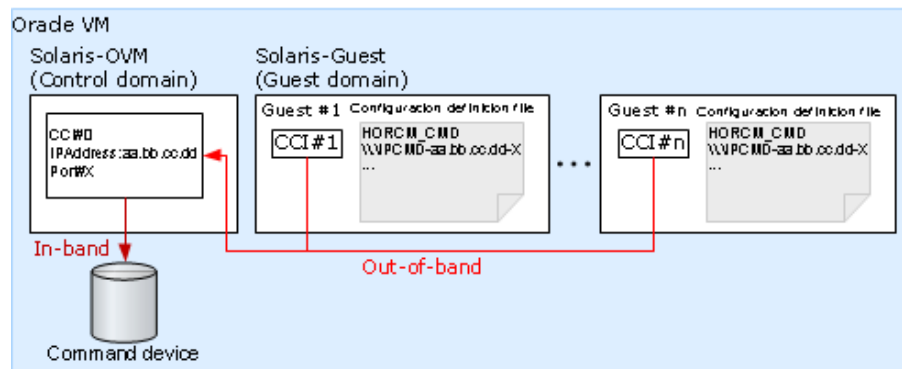 Oracle VM
Solaris-OVM
(Control domain)
CCI#0
IPAddress:aa.bb.cc.dd
Port#X
Solaris-Guest
(Guest domain)
Guest #1 Configuracion definicion file
CCI#1
HORCM_CMD
\\.\IPCMD-aa.bb.cc.dd-X
...
Guest #n Configuracion definicion file
CCI#n
HORCM_CMD
\\.\IPCMD-aa.bb.cc.dd-X
...
In-band
Out-of-band
Command device